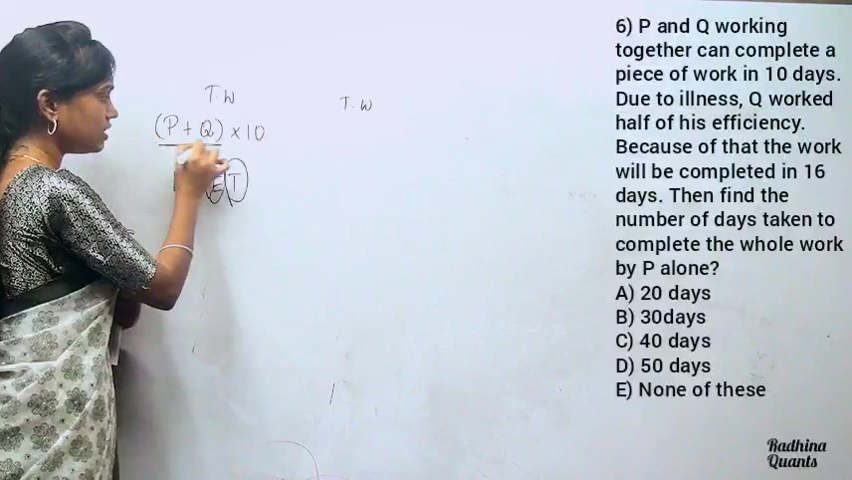 T.W
T.W
(P + Q) × 10
E T
6) P and Q working
together can complete a
piece of work in 10 days.
Due to illness, Q worked
half of his efficiency.
Because of that the work
will be completed in 16
days. Then find the
number of days taken to
complete the whole work
by P alone?
A) 20 days
B) 30days
C) 40 days
D) 50 days
E) None of these
Radhina
Quants